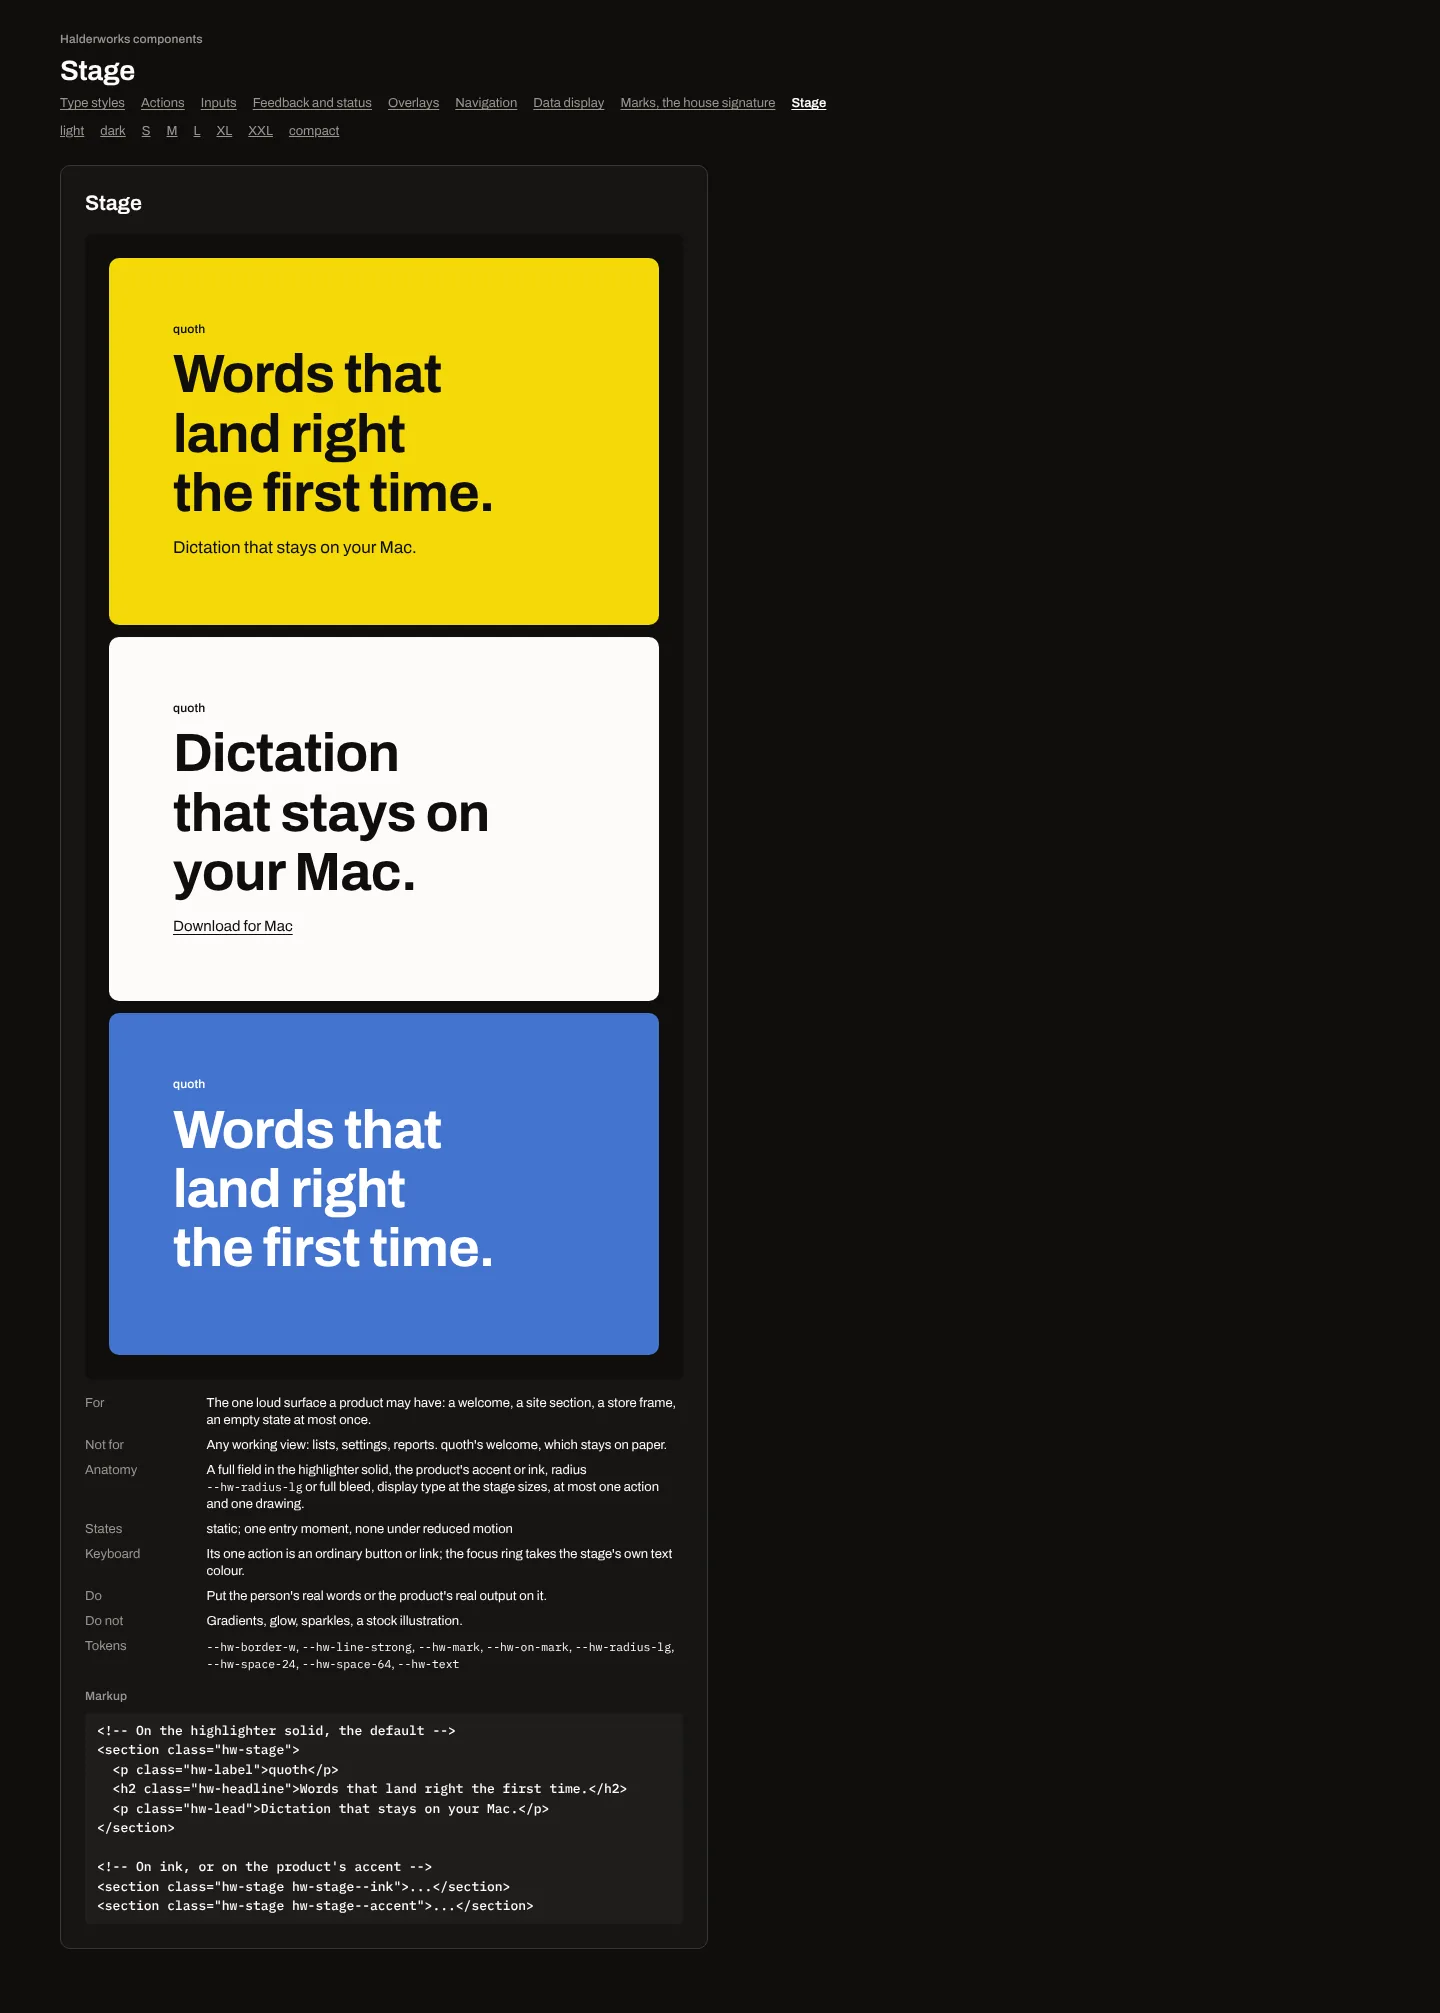 Halderworks components
Stage
Type styles Actions Inputs Feedback and status Overlays Navigation Data display Marks, the house signature Stage
light dark S M L XL XXL compact
Stage
quoth
Words that
land right
the first time.
Dictation that stays on your Mac.
quoth
Dictation
that stays on
your Mac.
Download for Mac
quoth
Words that
land right
the first time.
For The one loud surface a product may have: a welcome, a site section, a store frame,
an empty state at most once.
Not for Any working view: lists, settings, reports. quoth's welcome, which stays on paper.
Anatomy A full field in the highlighter solid, the product's accent or ink, radius
--hw-radius-lg or full bleed, display type at the stage sizes, at most one action
and one drawing.
States static; one entry moment, none under reduced motion
Keyboard Its one action is an ordinary button or link; the focus ring takes the stage's own text
colour.
Do Put the person's real words or the product's real output on it.
Do not Gradients, glow, sparkles, a stock illustration.
Tokens --hw-border-w, --hw-line-strong, --hw-mark, --hw-on-mark, --hw-radius-lg,
--hw-space-24, --hw-space-64, --hw-text
Markup
<!-- On the highlighter solid, the default -->
<section class="hw-stage">
  <p class="hw-label">quoth</p>
  <h2 class="hw-headline">Words that land right the first time.</h2>
  <p class="hw-lead">Dictation that stays on your Mac.</p>
</section>
<!-- On ink, or on the product's accent -->
<section class="hw-stage hw-stage--ink">...</section>
<section class="hw-stage hw-stage--accent">...</section>